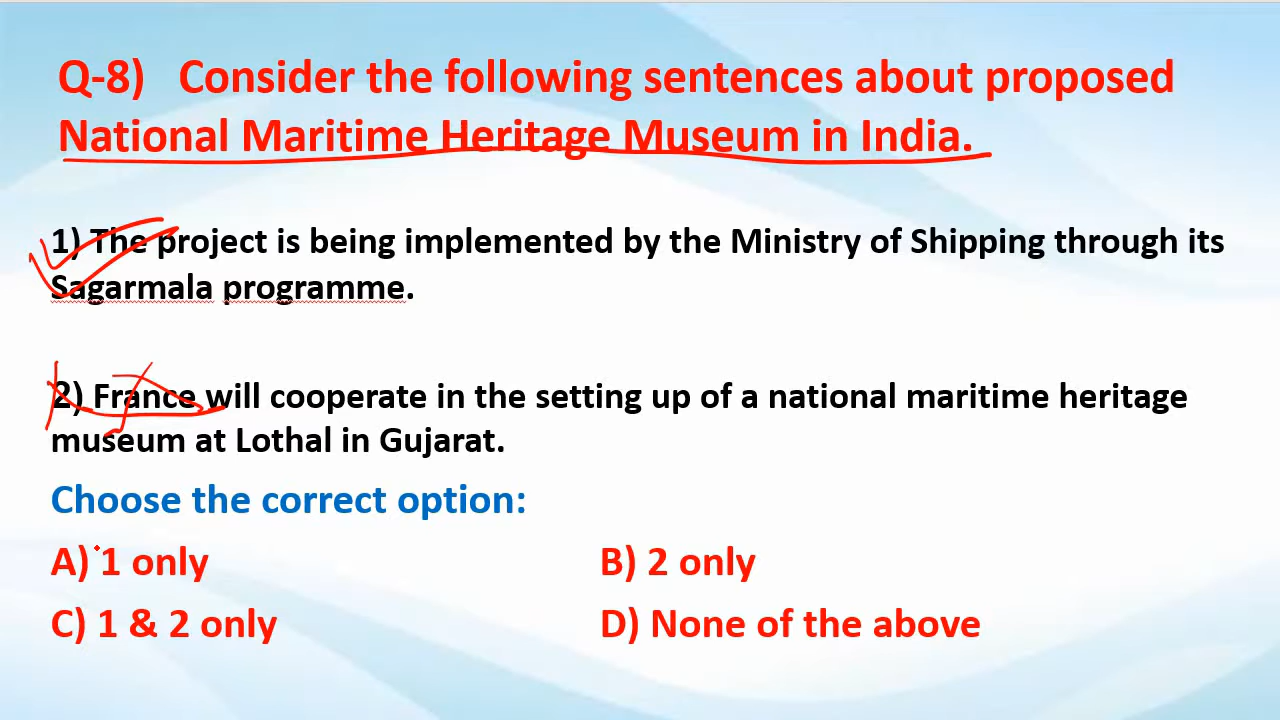 Q-8) Consider the following sentences about proposed
National Maritime Heritage Museum in India.
1) The project is being implemented by the Ministry of Shipping through its
Sagarmala programme.
2) France will cooperate in the setting up of a national maritime heritage
museum at Lothal in Gujarat.
Choose the correct option:
A) 1 only
B) 2 only
C) 1 & 2 only
D) None of the above